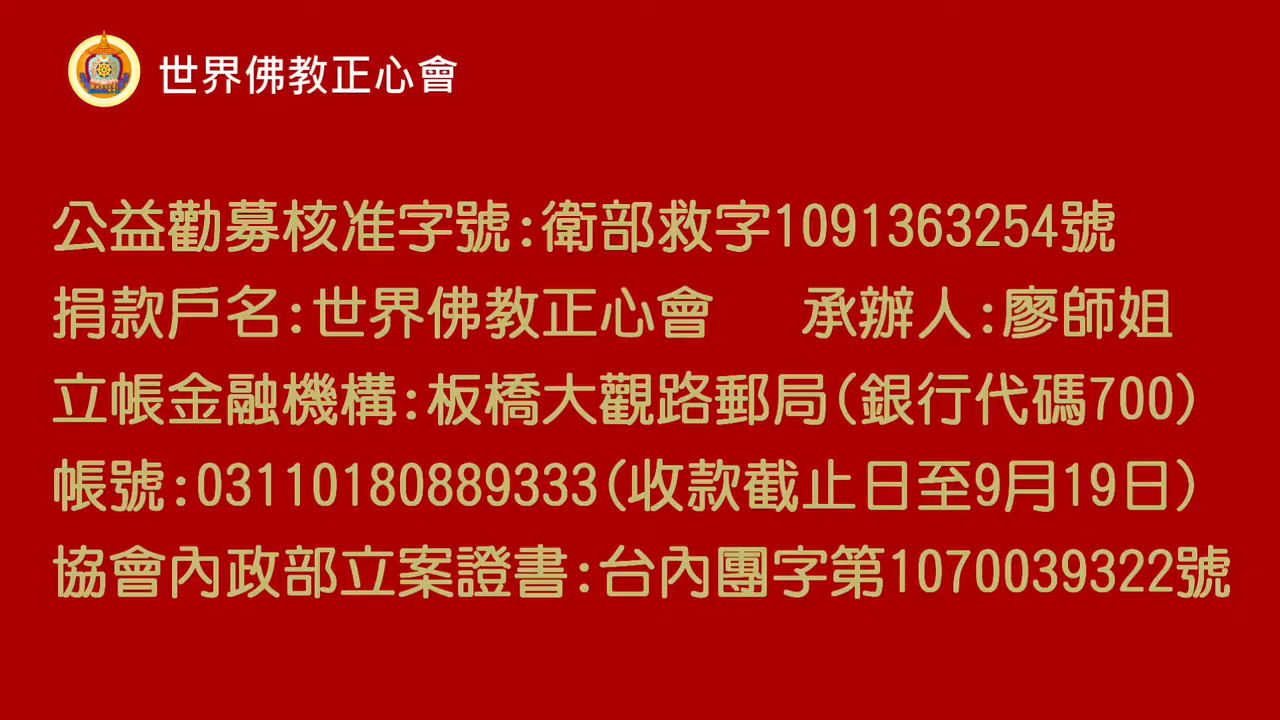 世界佛教正心會
公益勸募核准字號:衛部救字1091363254號
捐款戶名:世界佛教正心會 承辦人:廖師姐
立帳金融機構:板橋大觀路郵局(銀行代碼700)
帳號:03110180889333(收款截止日至9月19日)
協會內政部立案證書:台內團字第1070039322號